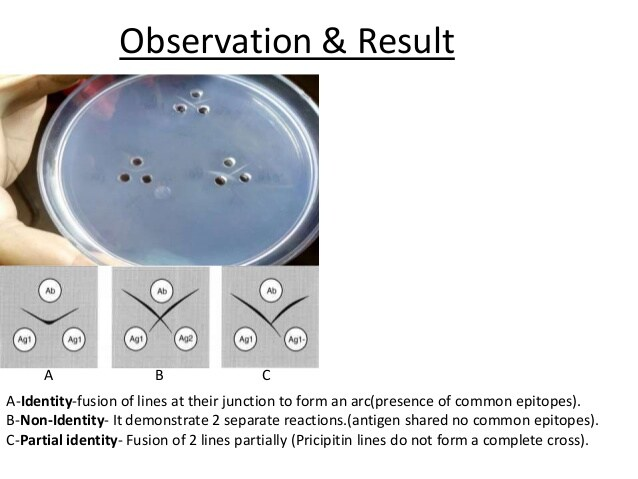 Observation & Result
Ab
Ag1
Ag1
Ab
Ag1
Ag2
Ab
Ag1
Ag1-
A
B
C
A-Identity-fusion of lines at their junction to form an arc(presence of common epitopes).
B-Non-Identity- It demonstrate 2 separate reactions.(antigen shared no common epitopes).
C-Partial identity- Fusion of 2 lines partially (Pricipitin lines do not form a complete cross).